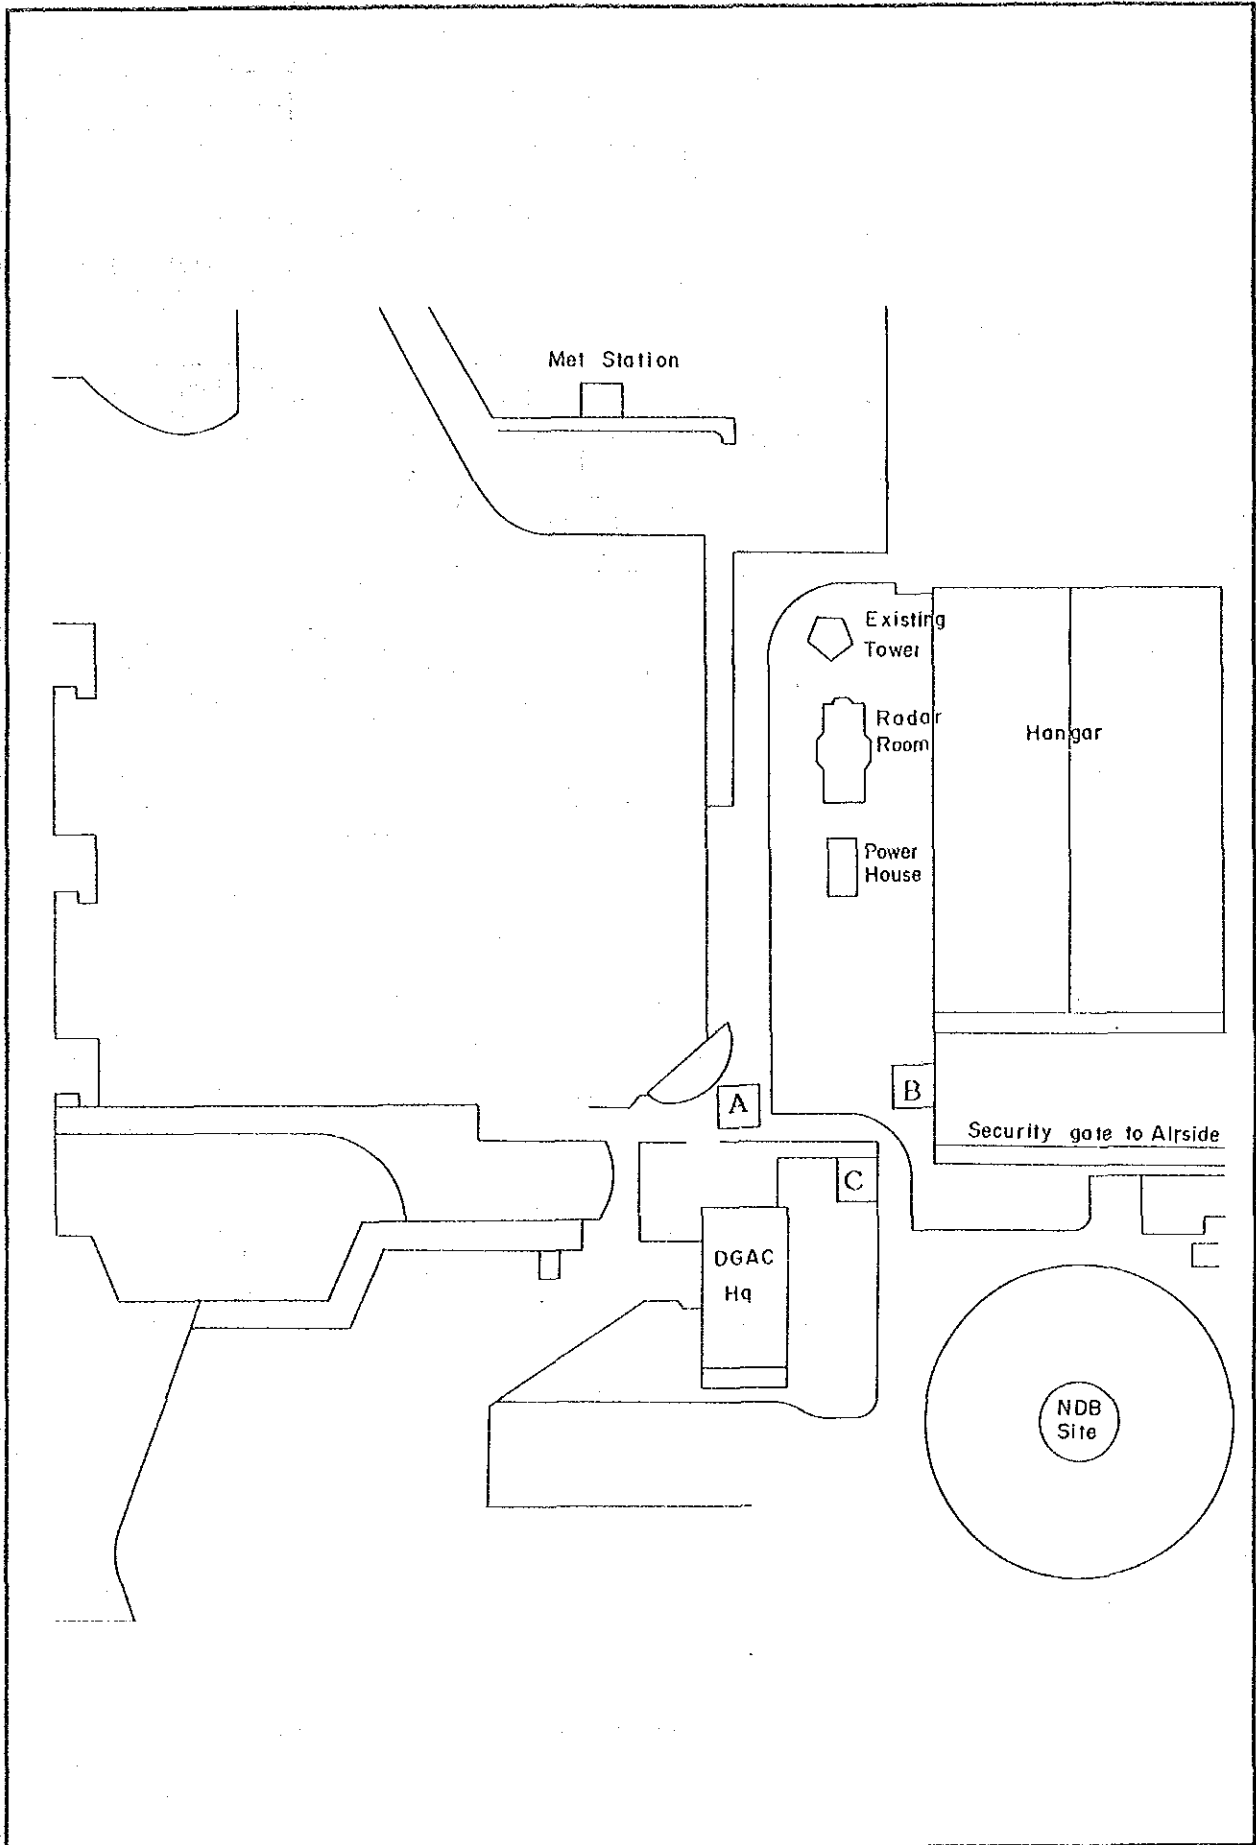 Met Station
Existing
Tower
Radar
Room
Hangar
Power
House
A
B
Security gate to Airside
C
DGAC
Hq
NDB
Site